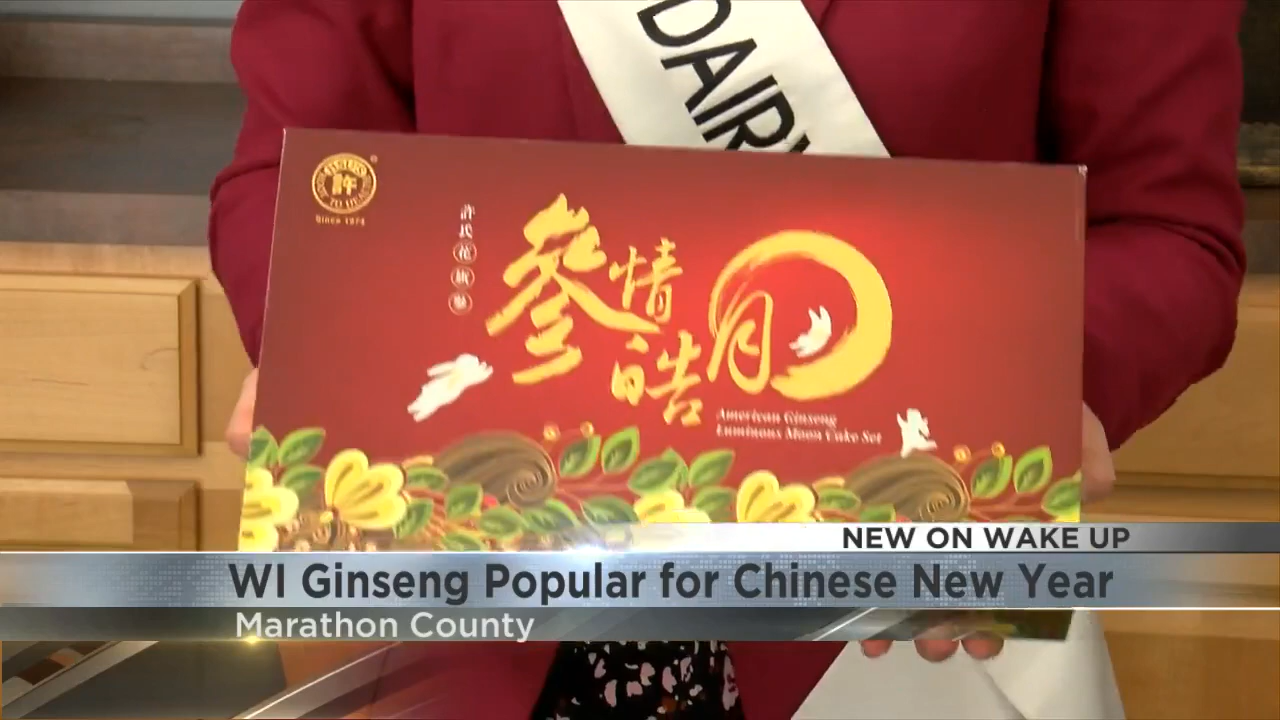 DAIRY
許
Since 1974
許氏花旗參
參情皓月
American Ginseng
Luminous Moon Cake Set
NEW ON WAKE UP
WI Ginseng Popular for Chinese New Year
Marathon County